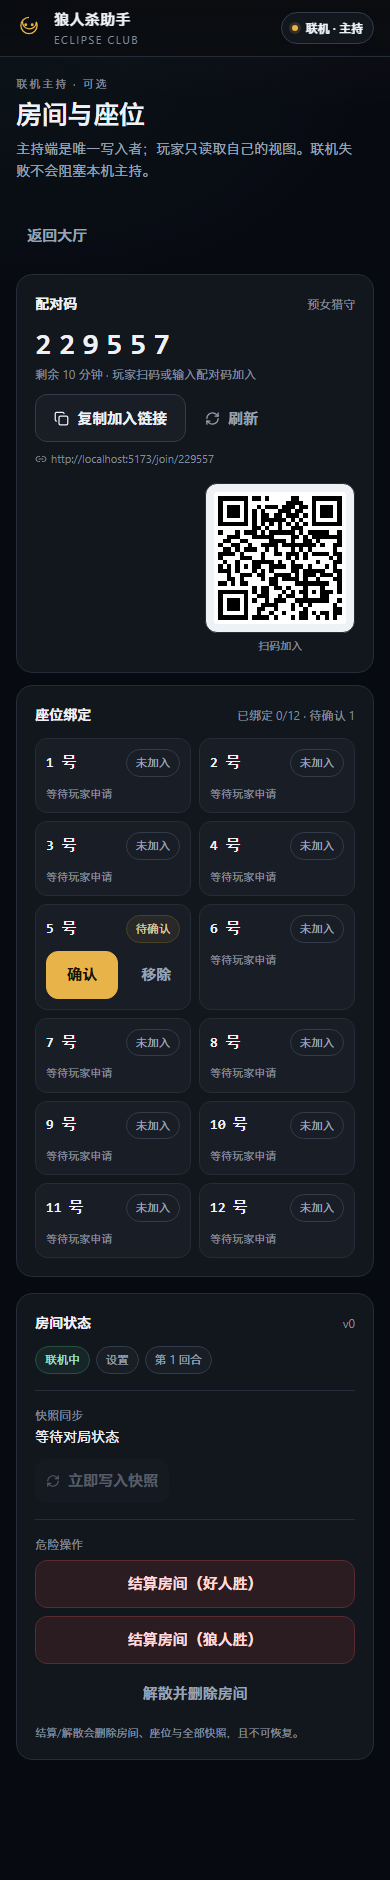 狼人杀助手
ECLIPSE CLUB
联机 · 主持
联机主持 · 可选
房间与座位
主持端是唯一写入者；玩家只读取自己的视图。联机失
败不会阻塞本机主持。
返回大厅
配对码
预女猎守
229557
剩余 10 分钟 · 玩家扫码或输入配对码加入
复制加入链接
刷新
http://localhost:5173/join/229557
扫码加入
座位绑定
已绑定 0/12 · 待确认 1
1 号
未加入
等待玩家申请
2 号
未加入
等待玩家申请
3 号
未加入
等待玩家申请
4 号
未加入
等待玩家申请
5 号
待确认
确认
移除
6 号
未加入
等待玩家申请
7 号
未加入
等待玩家申请
8 号
未加入
等待玩家申请
9 号
未加入
等待玩家申请
10 号
未加入
等待玩家申请
11 号
未加入
等待玩家申请
12 号
未加入
等待玩家申请
房间状态
v0
联机中
设置
第 1 回合
快照同步
等待对局状态
立即写入快照
危险操作
结算房间（好人胜）
结算房间（狼人胜）
解散并删除房间
结算/解散会删除房间、座位与全部快照，且不可恢复。